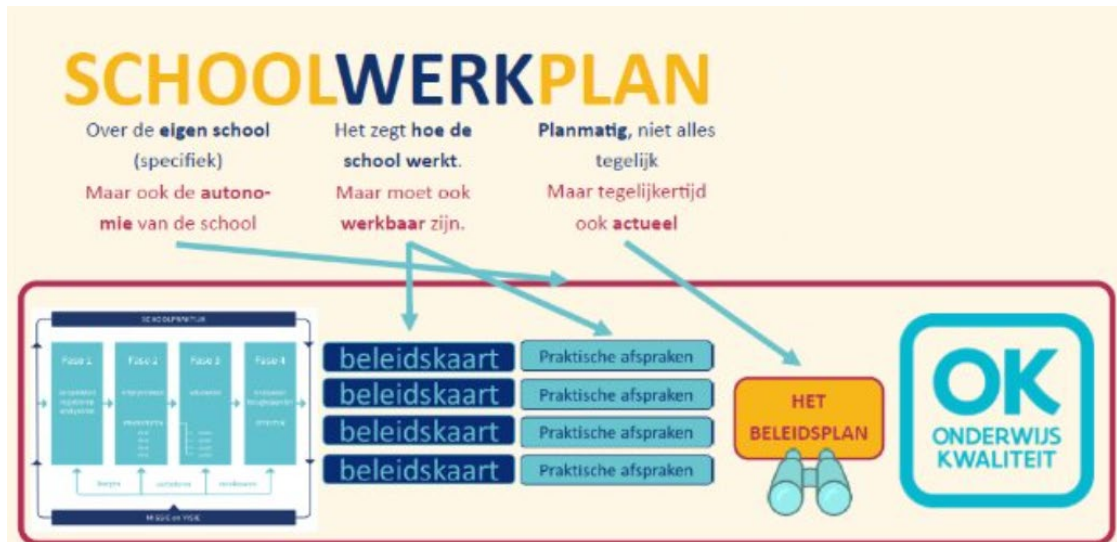 SCHOOLWERKPLAN
Over de eigen school
(specifiek)
Maar ook de autono-
mie van de school
Het zegt hoe de
school werkt.
Maar moet ook
werkbaar zijn.
Planmatig, niet alles
tegelijk
Maar tegelijkertijd
ook actueel
SCHOOLPRAKTIJK
Fase 1
Fase 2
Fase 3
Fase 4
borgen
verbeteren
MISSIE en VISIE
beleidskaart
Praktische afspraken
beleidskaart
Praktische afspraken
beleidskaart
Praktische afspraken
beleidskaart
Praktische afspraken
HET
BELEIDSPLAN
OK
ONDERWIJS
KWALITEIT